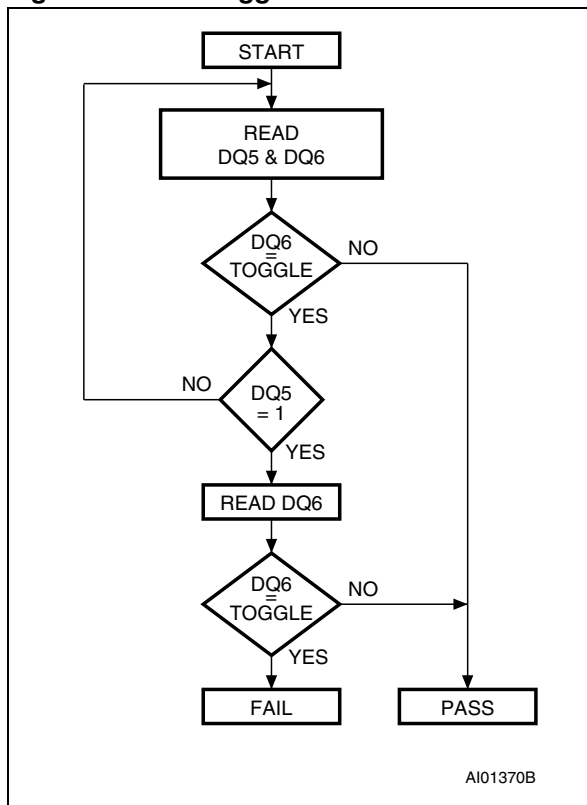 START
READ
DQ5 & DQ6
DQ6
=
TOGGLE
NO
YES
NO
DQ5
= 1
YES
READ DQ6
DQ6
=
TOGGLE
NO
YES
FAIL
PASS
AI01370B